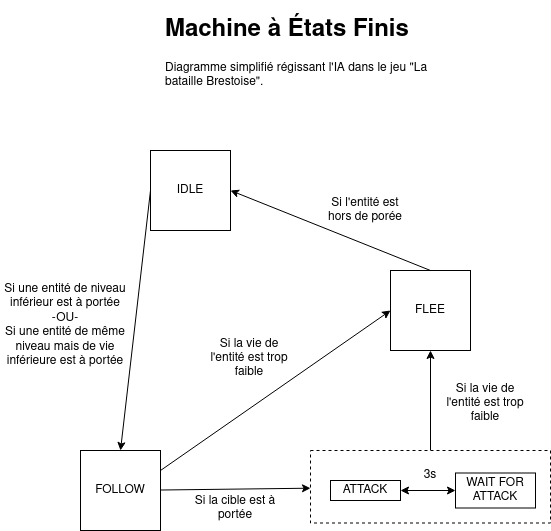 Machine à États Finis
Diagramme simplifié régissant l'IA dans le jeu "La
bataille Brestoise".
IDLE
Si l'entité est
hors de porée
Si une entité de niveau
inférieur est à portée
-OU-
Si une entité de même
niveau mais de vie
inférieure est à portée
FLEE
Si la vie de
l'entité est trop
faible
Si la vie de
l'entité est trop
faible
FOLLOW
Si la cible est à
portée
ATTACK
3s
WAIT FOR
ATTACK